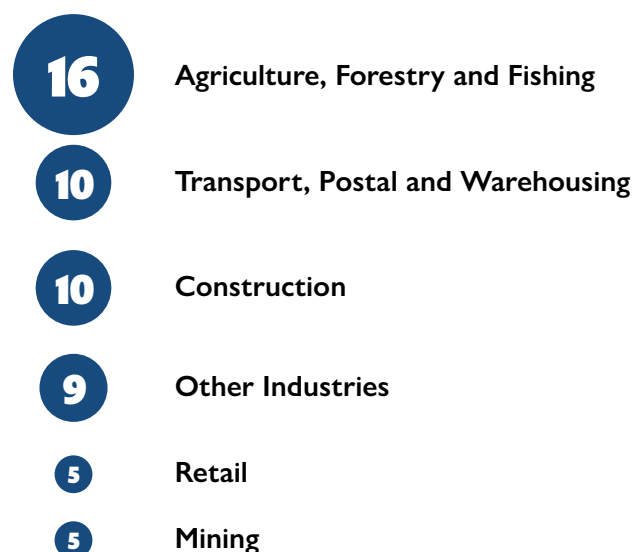 16 Agriculture, Forestry and Fishing
10 Transport, Postal and Warehousing
10 Construction
9 Other Industries
5 Retail
5 Mining